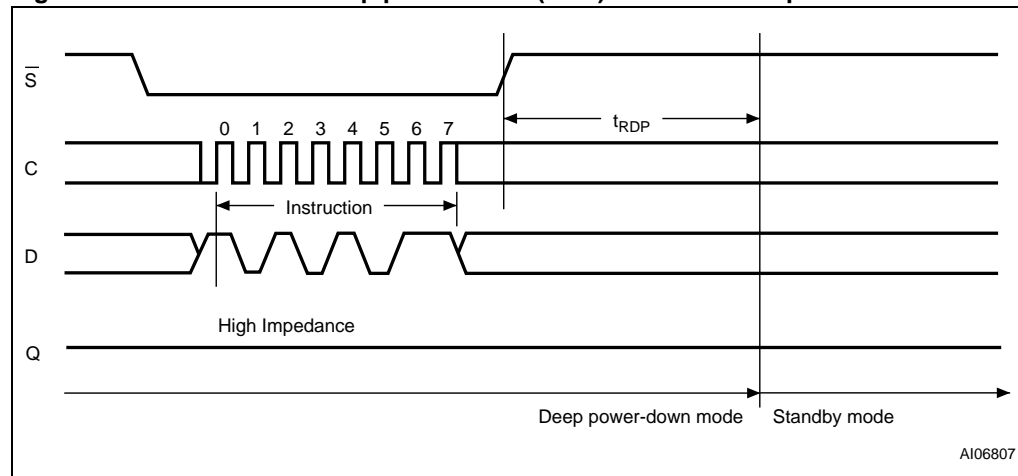 S
0 1 2 3 4 5 6 7
tRDP
C
Instruction
D
High Impedance
Q
Deep power-down mode Standby mode
AI06807